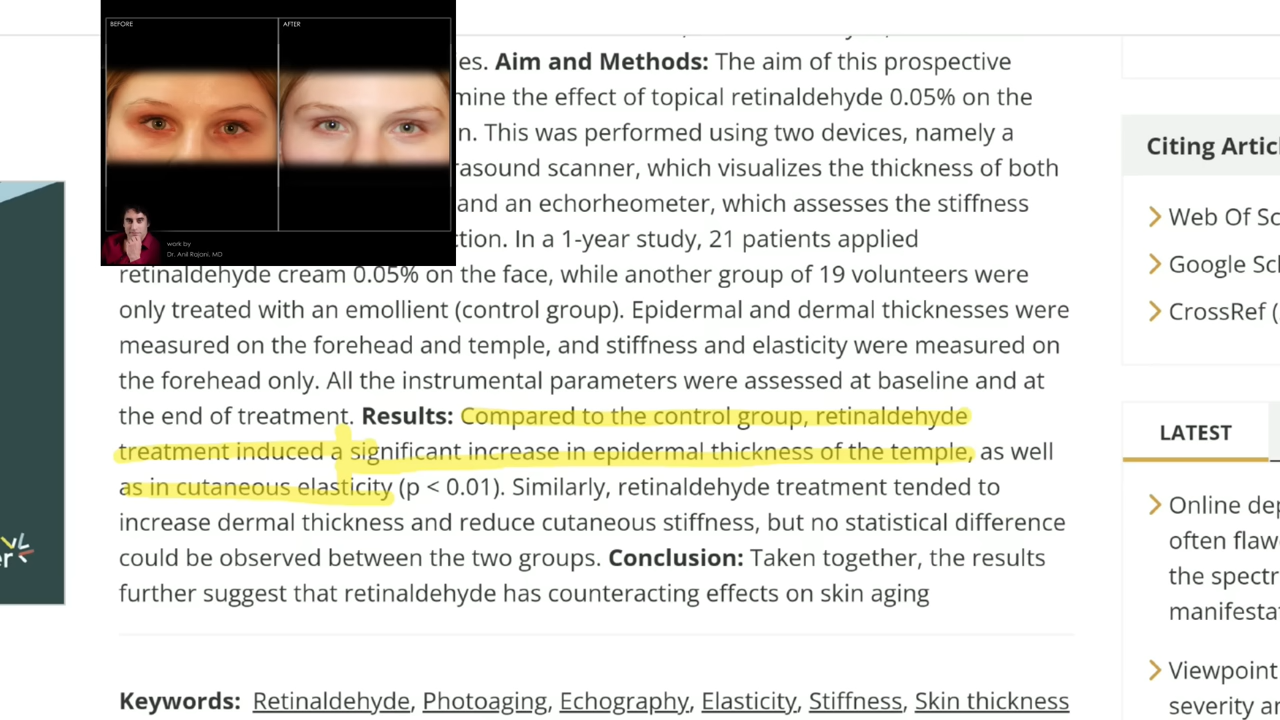 BEFORE
AFTER
work by
Dr. Anil Rajani, MD
es. Aim and Methods: The aim of this prospective
mine the effect of topical retinaldehyde 0.05% on the
n. This was performed using two devices, namely a
rasound scanner, which visualizes the thickness of both
and an echorheometer, which assesses the stiffness
ction. In a 1-year study, 21 patients applied
retinaldehyde cream 0.05% on the face, while another group of 19 volunteers were
only treated with an emollient (control group). Epidermal and dermal thicknesses were
measured on the forehead and temple, and stiffness and elasticity were measured on
the forehead only. All the instrumental parameters were assessed at baseline and at
the end of treatment. Results: Compared to the control group, retinaldehyde
treatment induced a significant increase in epidermal thickness of the temple, as well
as in cutaneous elasticity (p < 0.01). Similarly, retinaldehyde treatment tended to
increase dermal thickness and reduce cutaneous stiffness, but no statistical difference
could be observed between the two groups. Conclusion: Taken together, the results
further suggest that retinaldehyde has counteracting effects on skin aging
Keywords: Retinaldehyde, Photoaging, Echography, Elasticity, Stiffness, Skin thickness
Citing Artic
Web Of Sc
Google Sch
CrossRef (
LATEST
Online dep
often flaw
the spectr
manifesta
Viewpoint
severity an